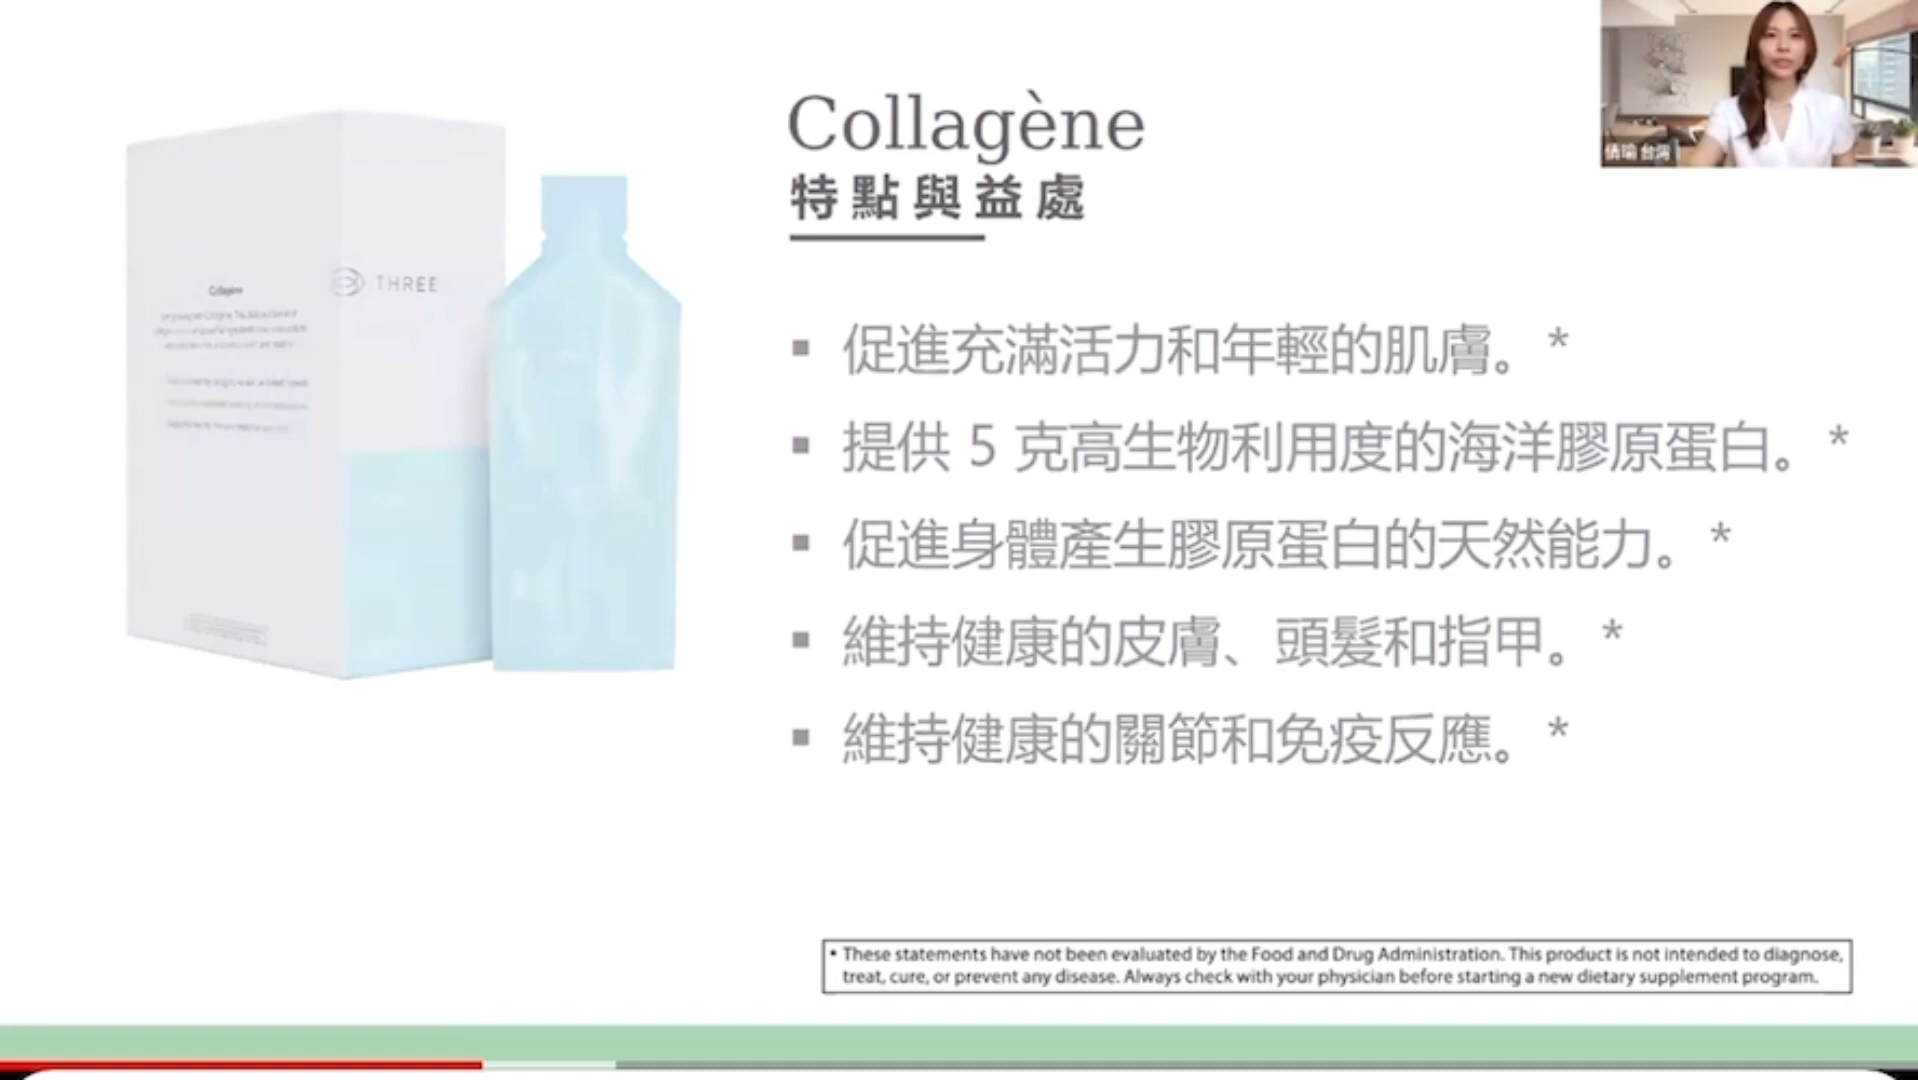 Collagène
特點與益處
倩瑜 台灣
THREE
Collagène
▪ 促進充滿活力和年輕的肌膚。*
▪ 提供 5 克高生物利用度的海洋膠原蛋白。*
▪ 促進身體產生膠原蛋白的天然能力。*
▪ 維持健康的皮膚、頭髮和指甲。*
▪ 維持健康的關節和免疫反應。*
• These statements have not been evaluated by the Food and Drug Administration. This product is not intended to diagnose,
treat, cure, or prevent any disease. Always check with your physician before starting a new dietary supplement program.